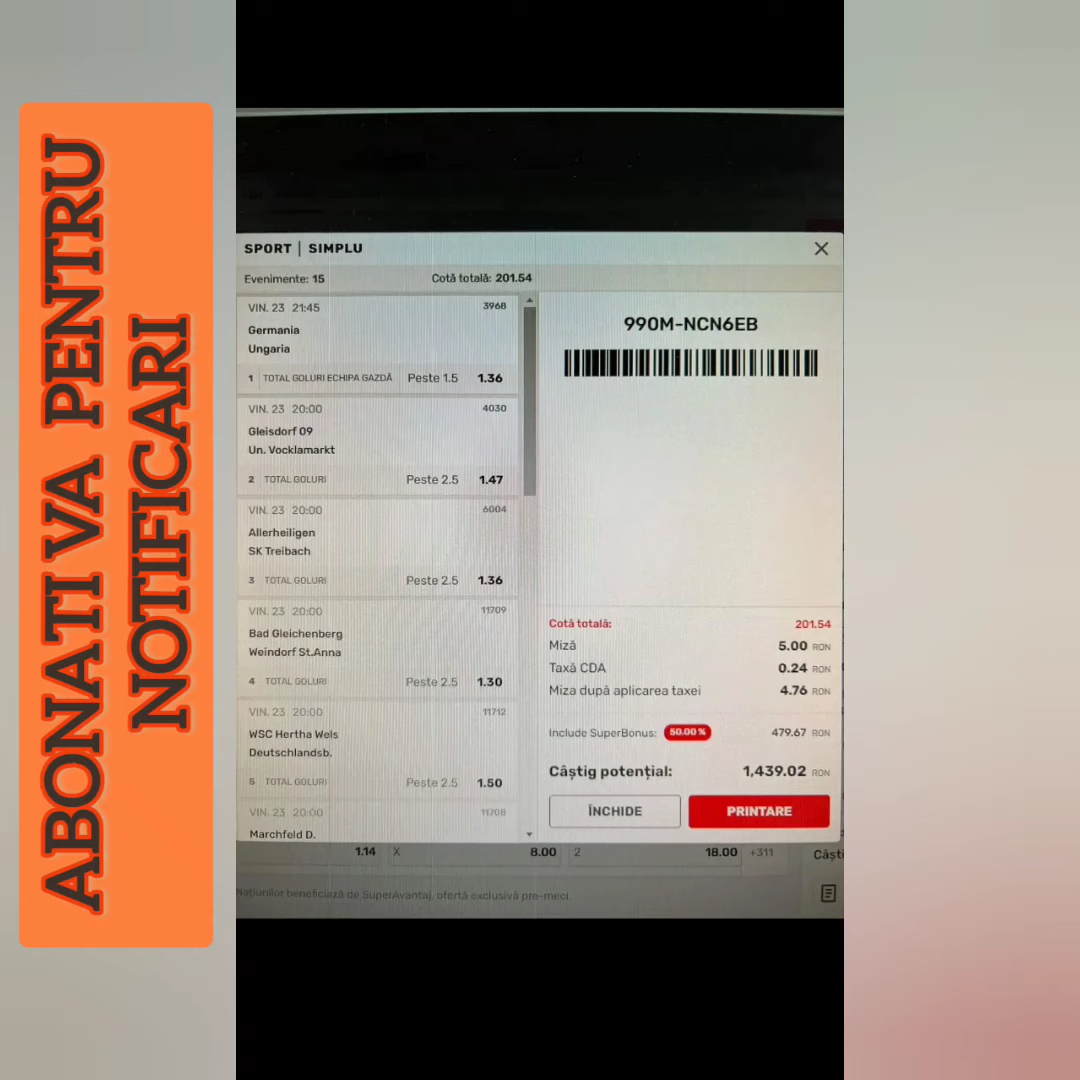 ABONATI VA PENTRU
NOTIFICARI
SPORT | SIMPLU
Evenimente: 15 Cotă totală: 201.54
VIN. 23 21:45 3968
Germania
Ungaria
1 TOTAL GOLURI ECHIPA GAZDĂ Peste 1.5 1.36
VIN. 23 20:00 4030
Gleisdorf 09
Un. Vocklamarkt
2 TOTAL GOLURI Peste 2.5 1.47
VIN. 23 20:00 6004
Allerheiligen
SK Treibach
3 TOTAL GOLURI Peste 2.5 1.36
VIN. 23 20:00 11709
Bad Gleichenberg
Weindorf St.Anna
4 TOTAL GOLURI Peste 2.5 1.30
VIN. 23 20:00 11712
WSC Hertha Wels
Deutschlandsb.
5 TOTAL GOLURI Peste 2.5 1.50
VIN. 23 20:00 11708
Marchfeld D.
990M-NCN6EB
Cotă totală: 201.54
Miză 5.00 RON
Taxă CDA 0.24 RON
Miza după aplicarea taxei 4.76 RON
Include SuperBonus: 50.00 % 479.67 RON
Câștig potențial: 1,439.02 RON
ÎNCHIDE PRINTARE
1.14 X 8.00 2 18.00 +311 Câști
Națiunilor beneficiază de SuperAvantaj, ofertă exclusivă pre-meci.